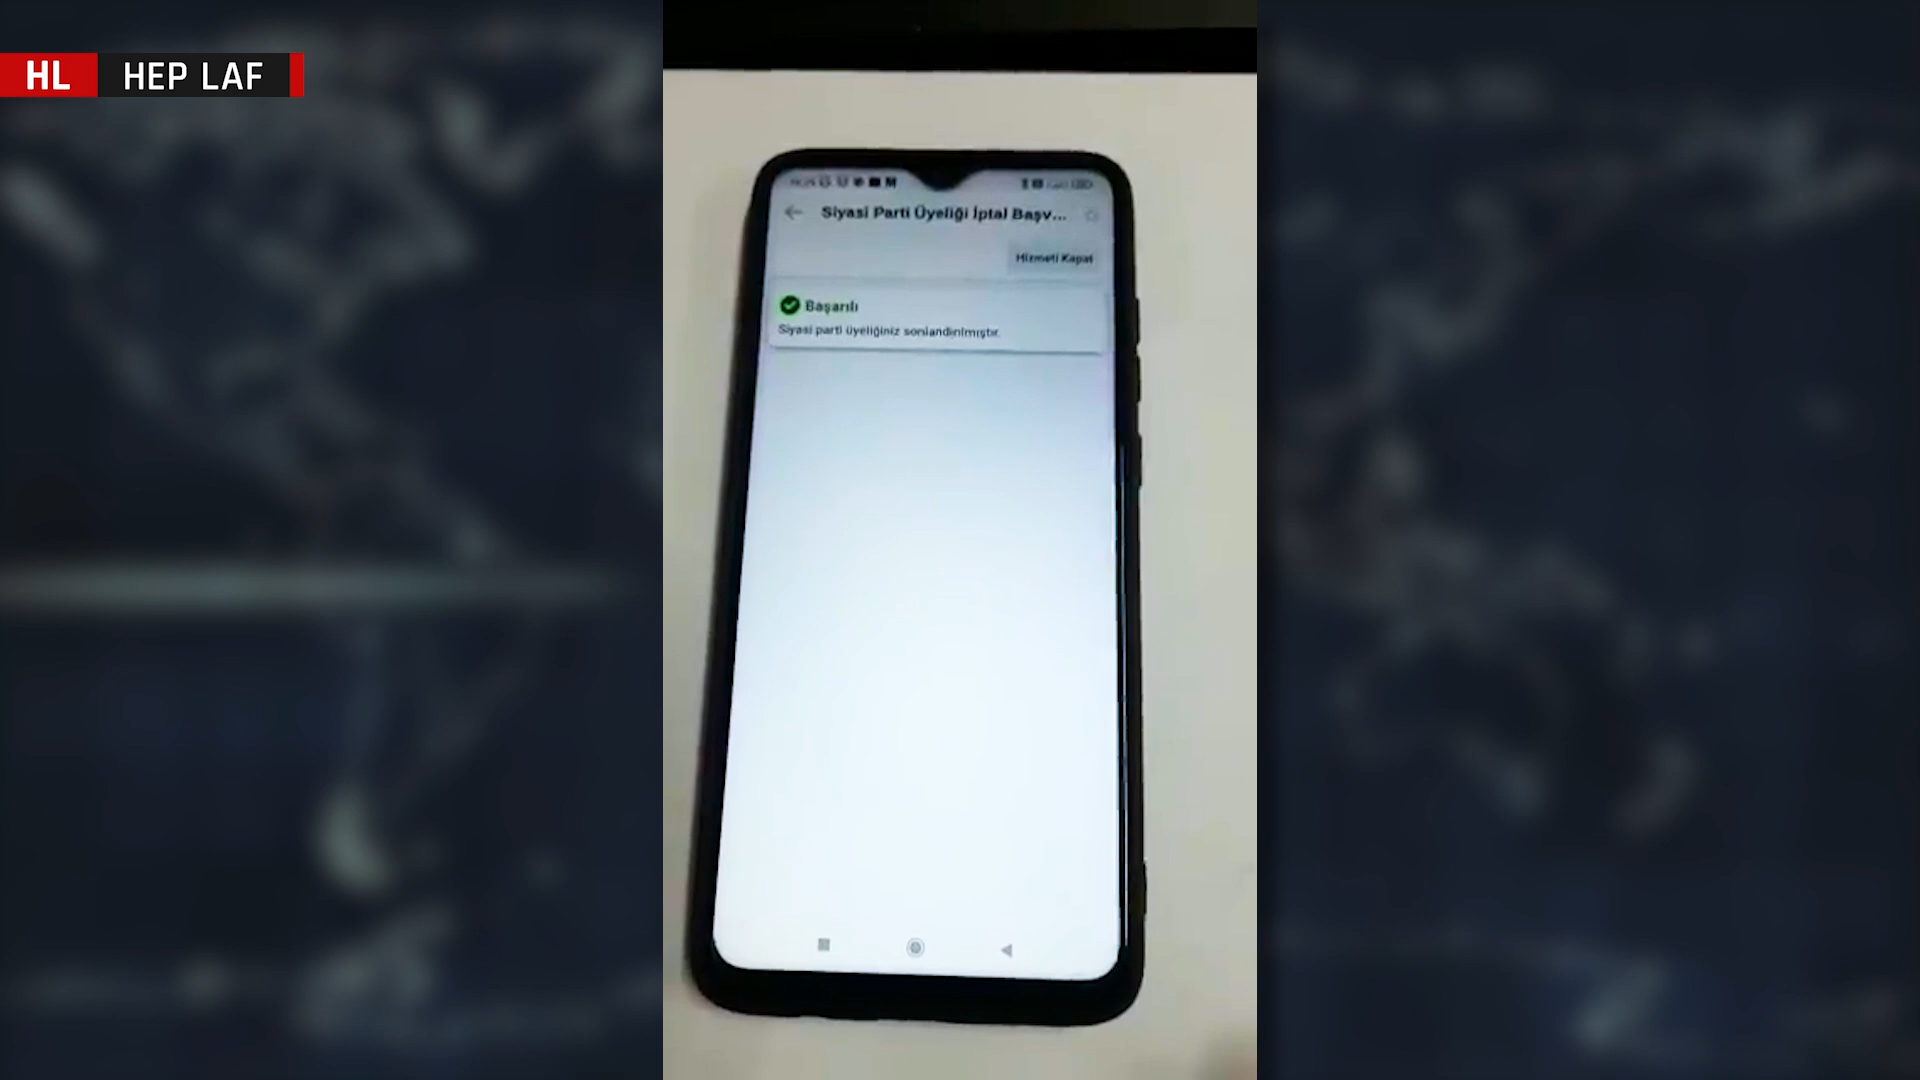 HL HEP LAF
Siyasi Parti Üyeliği İptal Başv...
Hizmeti Kapat
Başarılı
Siyasi parti üyeliğiniz sonlandırılmıştır.